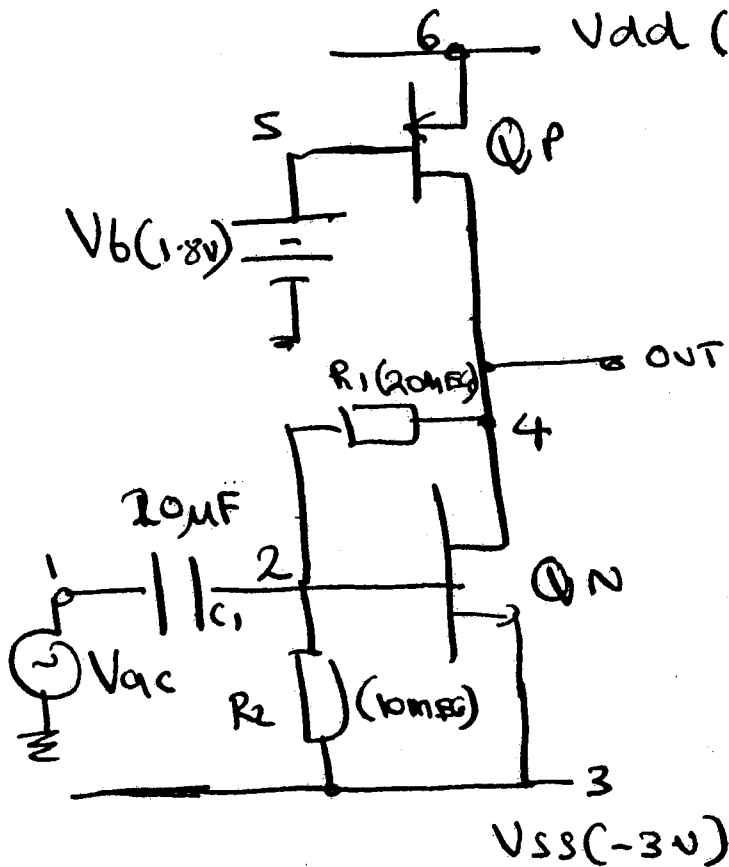 6 Vdd (
5
QP
Vb(1.8V)
OUT
R1(20MEG)
4
10µF
1
2
C1
QN
Vac
R2
(10MEG)
3
Vss(-3V)